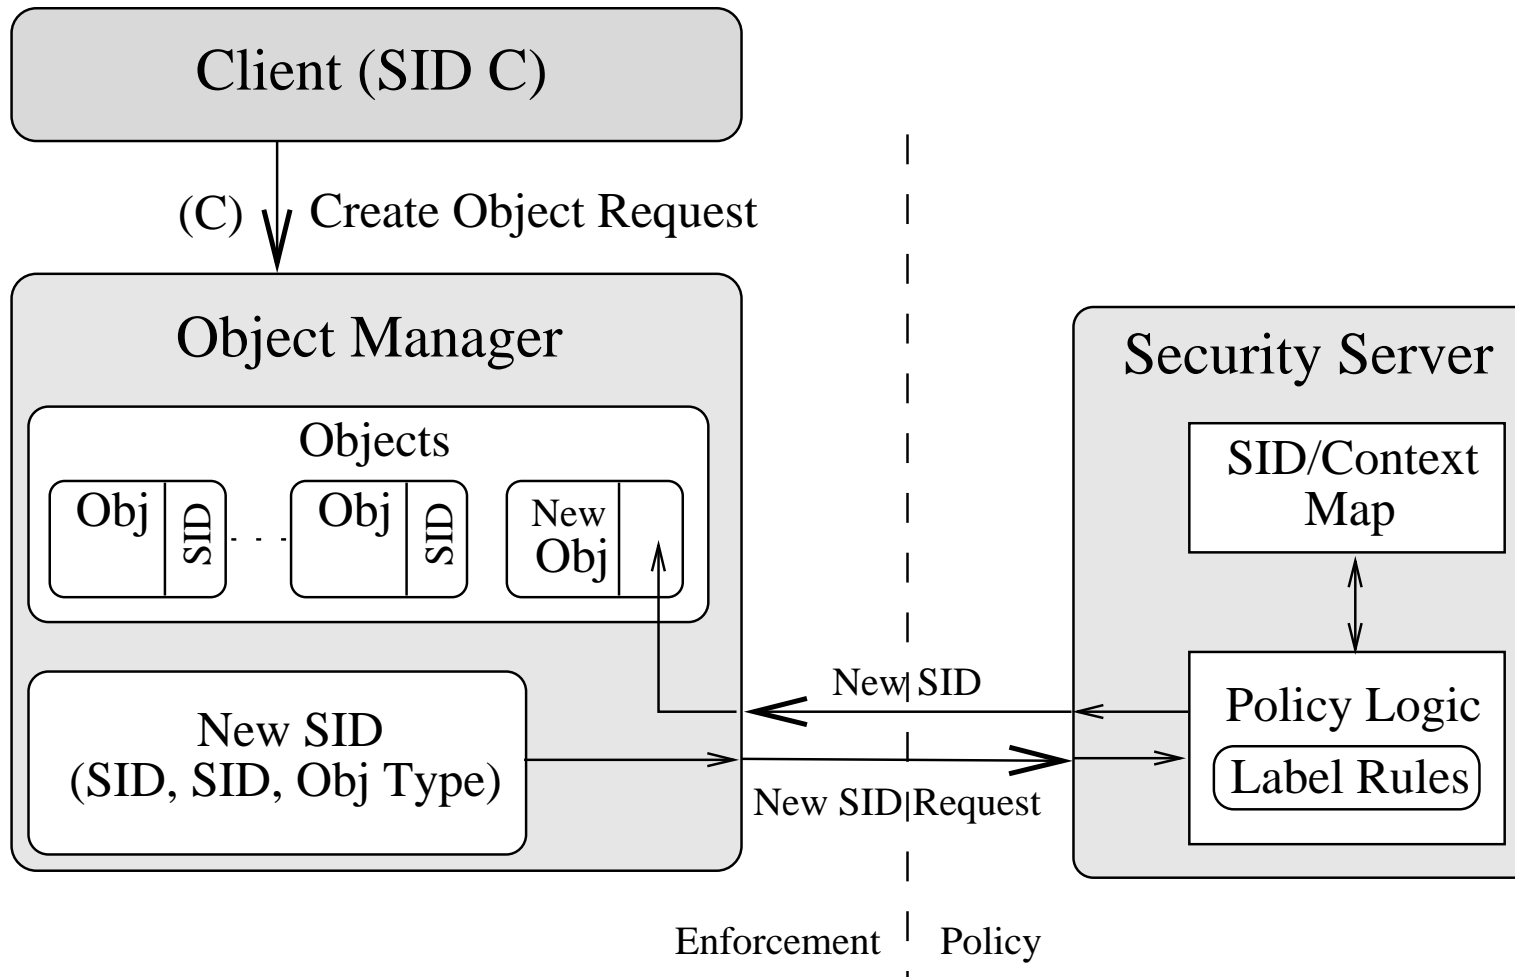 Client (SID C)
(C) Create Object Request
Object Manager
Objects
Obj SID
Obj SID
New
Obj
New SID
(SID, SID, Obj Type)
New SID
New SID Request
Security Server
SID/Context
Map
Policy Logic
Label Rules
Enforcement
Policy